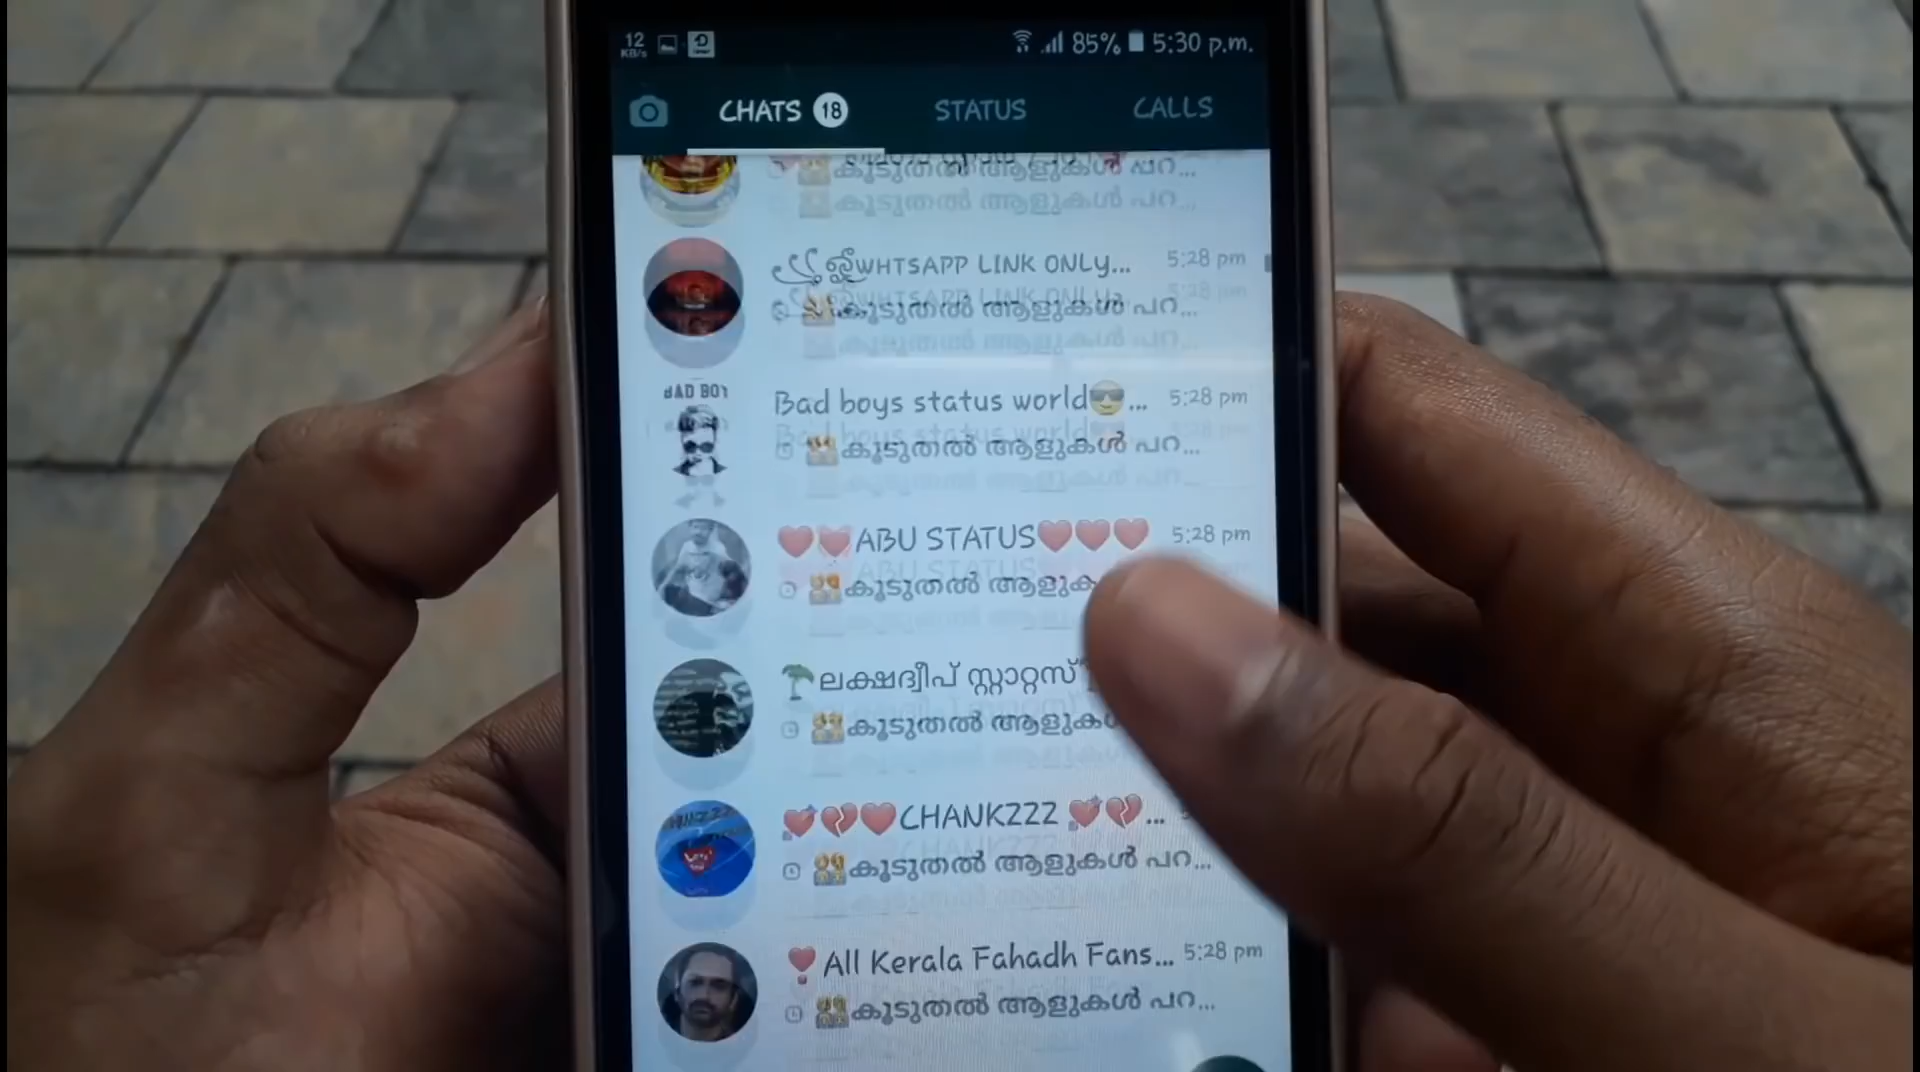 12
KB/s
85% 5:30 p.m.
CHATS 18 STATUS CALLS
കൂടുതൽ ആളുകൾ പറ...
WHTSAPP LINK ONLY... 5:28 pm
കൂടുതൽ ആളുകൾ പറ...
BAD BOY
Bad boys status world😎... 5:28 pm
കൂടുതൽ ആളുകൾ പറ...
❤️❤️ABU STATUS❤️❤️❤️ 5:28 pm
കൂടുതൽ ആളുക
🌴ലക്ഷദ്വീപ് സ്റ്റാറ്റസ്
കൂടുതൽ ആളുകൾ
💖💔❤️CHANKZZZ 💖💔...
കൂടുതൽ ആളുകൾ പറ...
❣️All Kerala Fahadh Fans... 5:28 pm
കൂടുതൽ ആളുകൾ പറ...